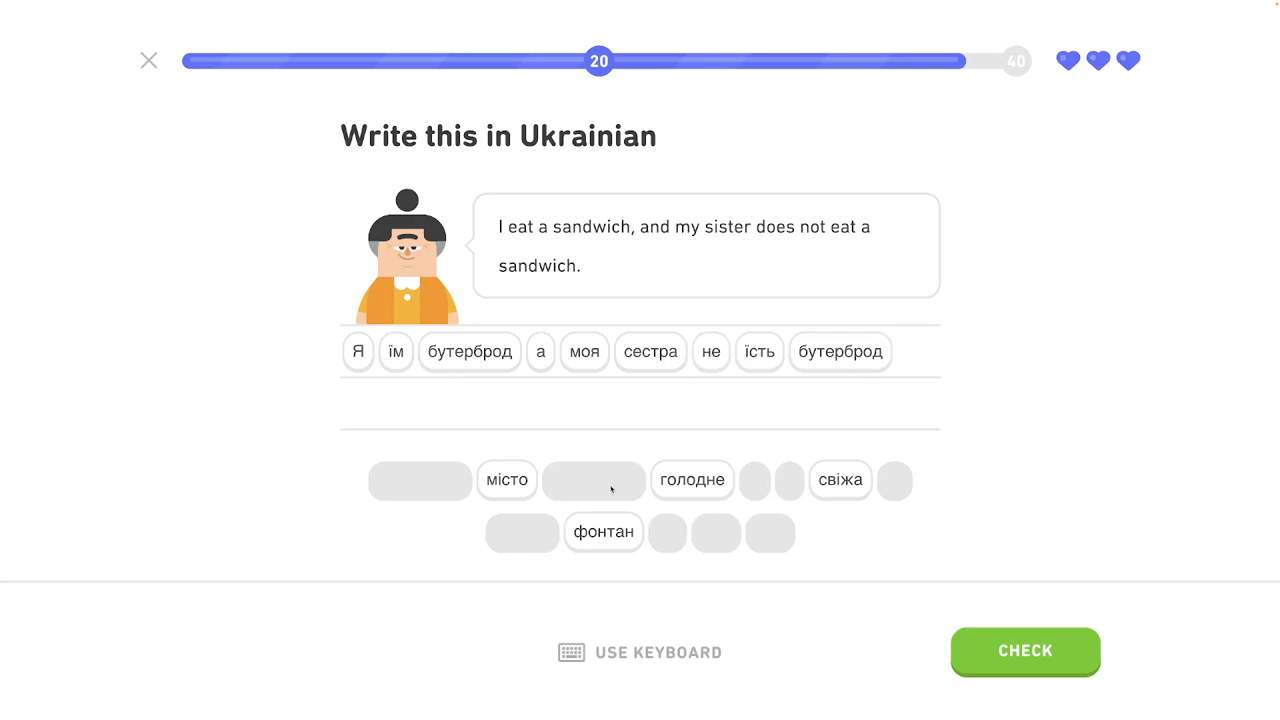 20
40
Write this in Ukrainian
I eat a sandwich, and my sister does not eat a
sandwich.
Я їм бутерброд а моя сестра не їсть бутерброд
місто голодне свіжа
фонтан
USE KEYBOARD
CHECK